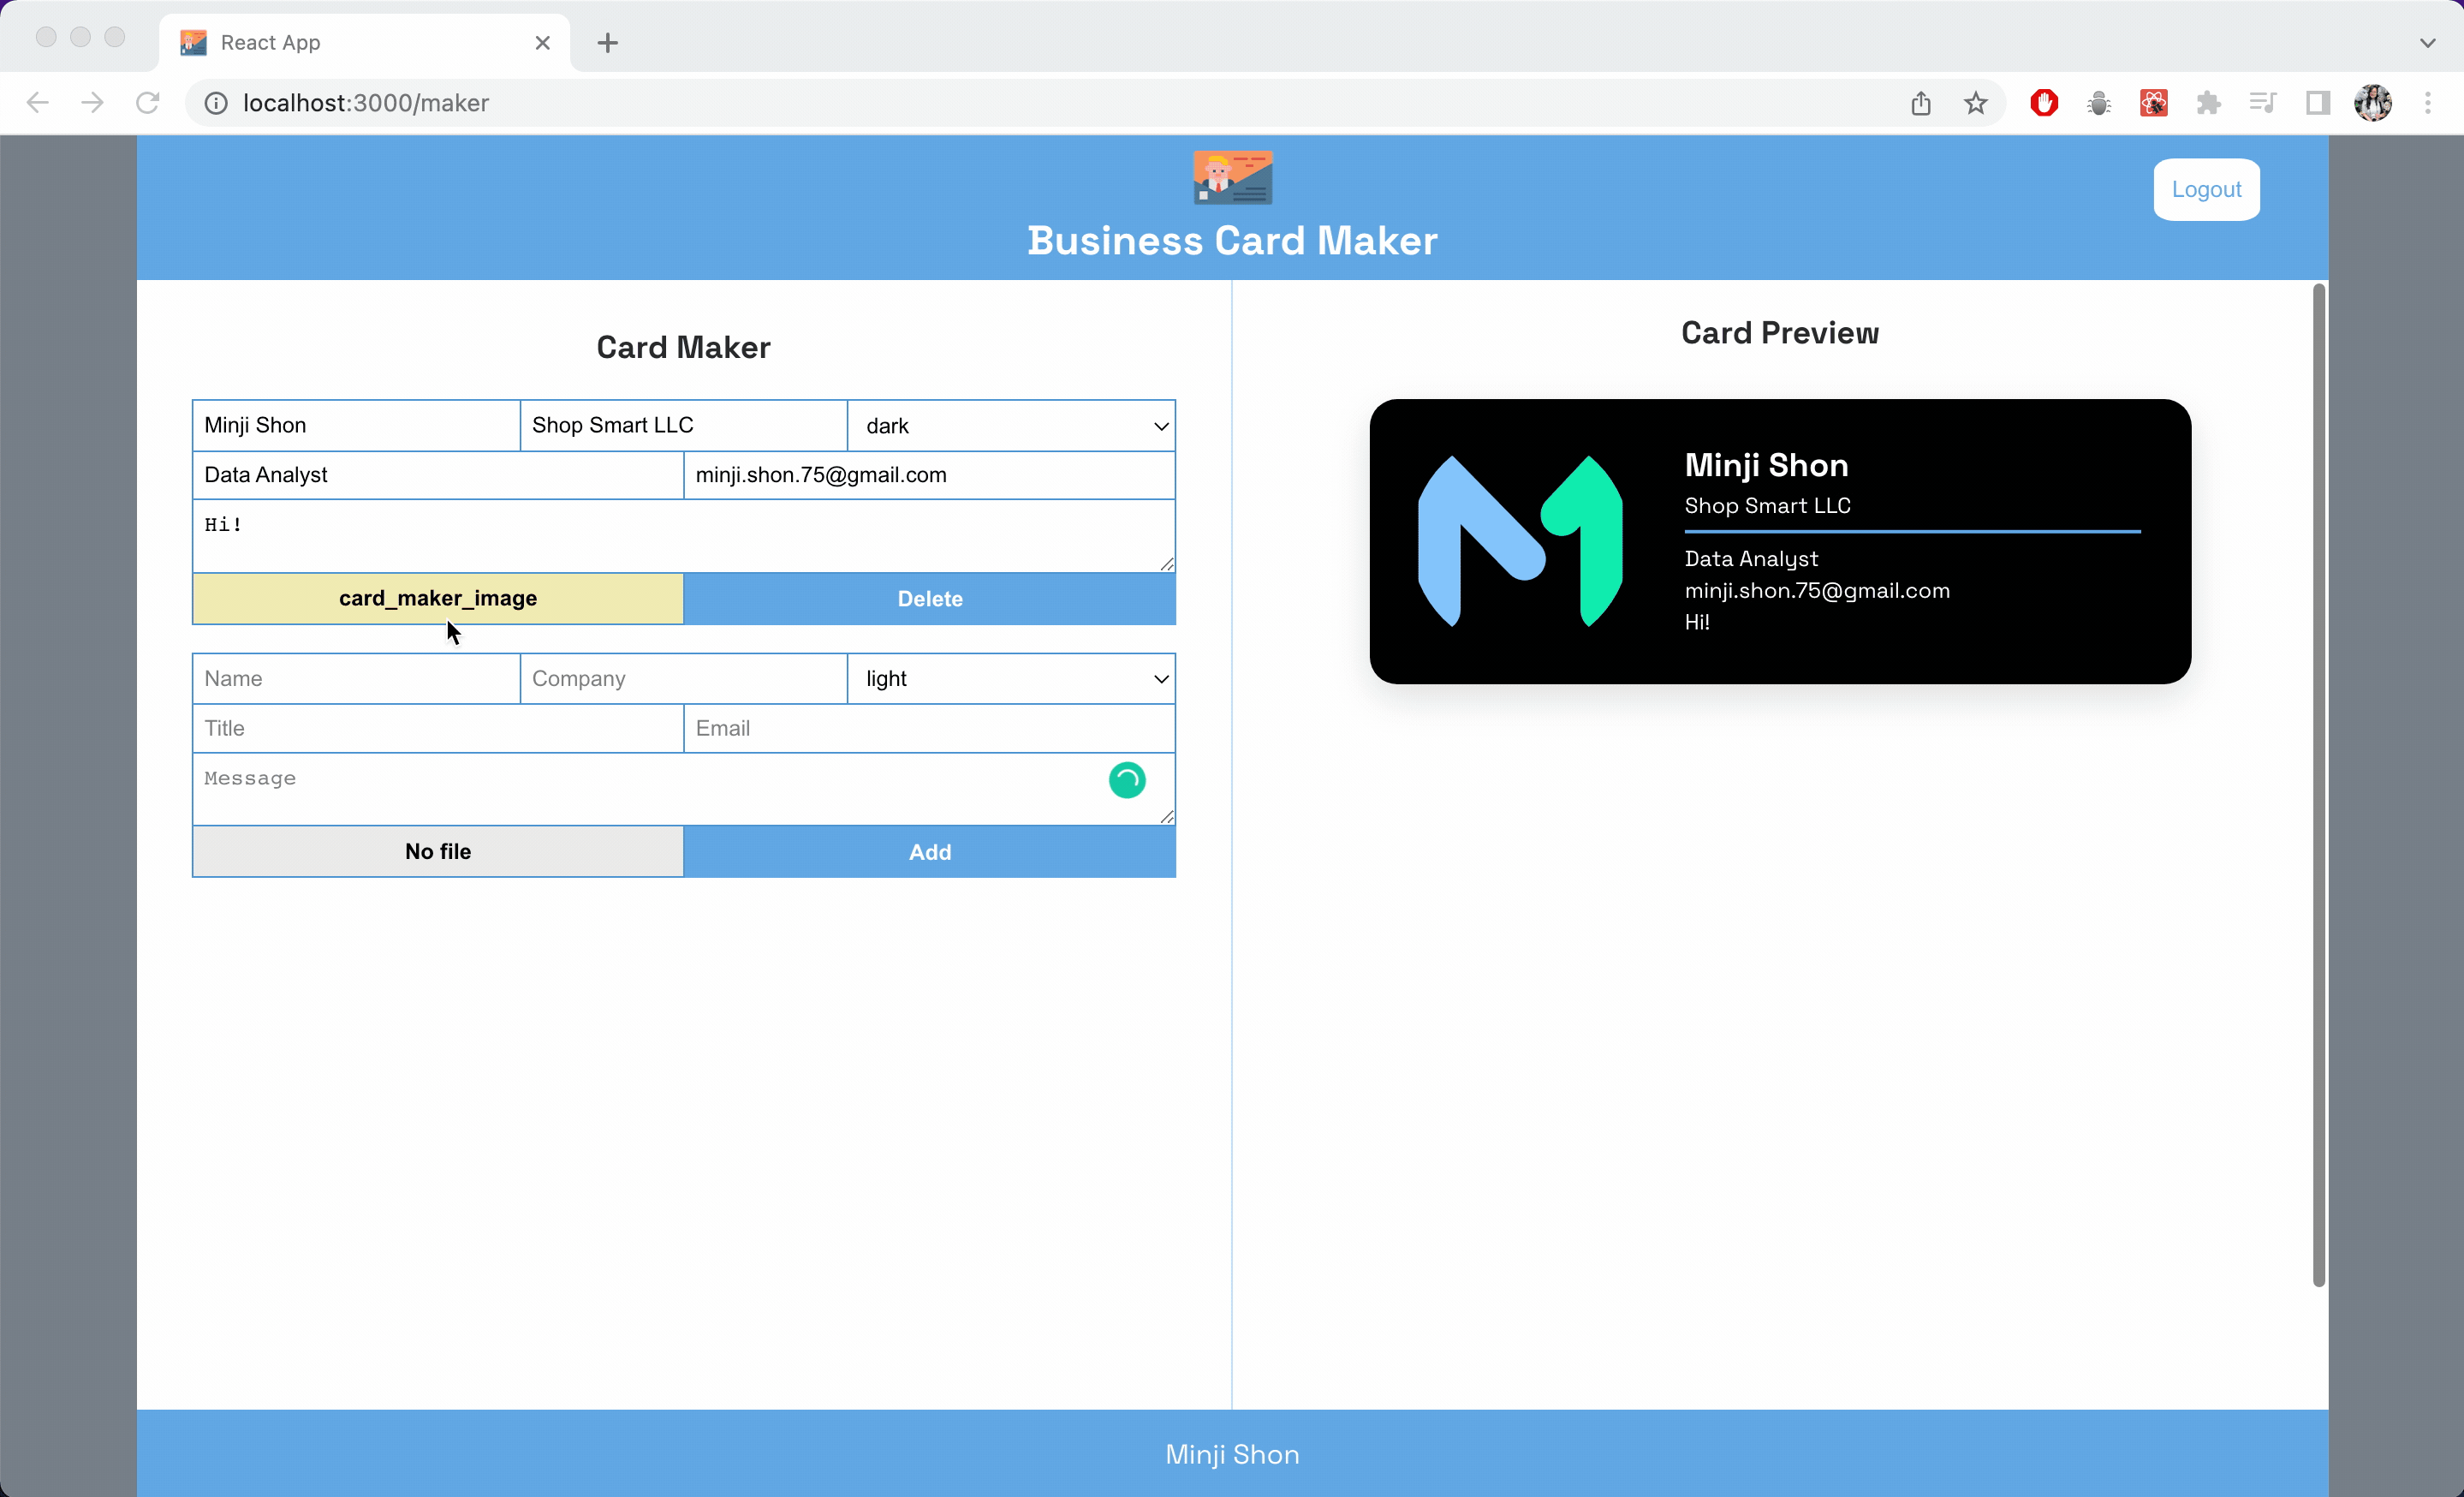 React App
localhost:3000/maker
Logout
Business Card Maker
Card Maker
Minji Shon
Shop Smart LLC
dark
Data Analyst
minji.shon.75@gmail.com
Hi!
card_maker_image
Delete
Name
Company
light
Title
Email
Message
No file
Add
Card Preview
Minji Shon
Shop Smart LLC
Data Analyst
minji.shon.75@gmail.com
Hi!
Minji Shon